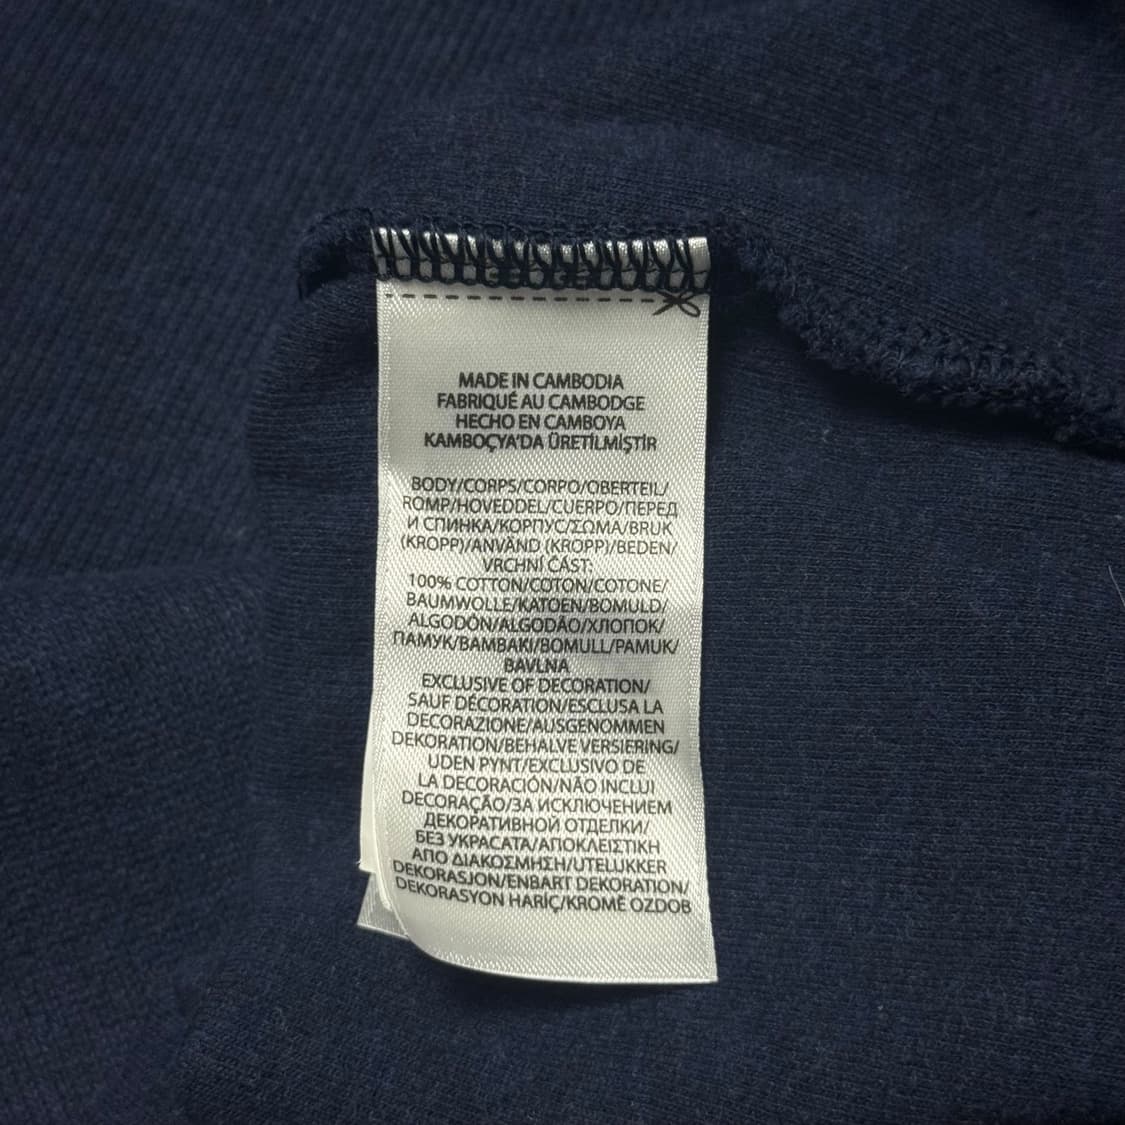 MADE IN CAMBODIA
FABRIQUÉ AU CAMBODGE
HECHO EN CAMBOYA
KAMBOÇYA'DA ÜRETİLMİŞTİR
BODY/CORPS/CORPO/OBERTEIL/
ROMP/HOVEDDEL/CUERPO/ПЕРЕД
И СПИНКА/КОРПУС/ΣΩΜΑ/BRUK
(KROPP)/ANVÄND (KROPP)/BEDEN/
VRCHNÍ ČÁST:
100% COTTON/COTON/COTONE/
BAUMWOLLE/KATOEN/BOMULD/
ALGODÓN/ALGODÃO/ХЛОПОК/
ПАМУК/ΒΑΜΒΑΚΙ/BOMULL/PAMUK/
BAVLNA
EXCLUSIVE OF DECORATION/
SAUF DÉCORATION/ESCLUSA LA
DECORAZIONE/AUSGENOMMEN
DEKORATION/BEHALVE VERSIERING/
UDEN PYNT/EXCLUSIVO DE
LA DECORACIÓN/NÃO INCLUI
DECORAÇÃO/ЗА ИСКЛЮЧЕНИЕМ
ДЕКОРАТИВНОЙ ОТДЕЛКИ/
БЕЗ УКРАСАТА/ΑΠΟΚΛΕΙΣΤΙΚΗ
ΑΠΟ ΔΙΑΚΟΣΜΗΣΗ/UTELUKKER
DEKORASJON/ENBART DEKORATION/
DEKORASYON HARİÇ/KROMĚ OZDOB